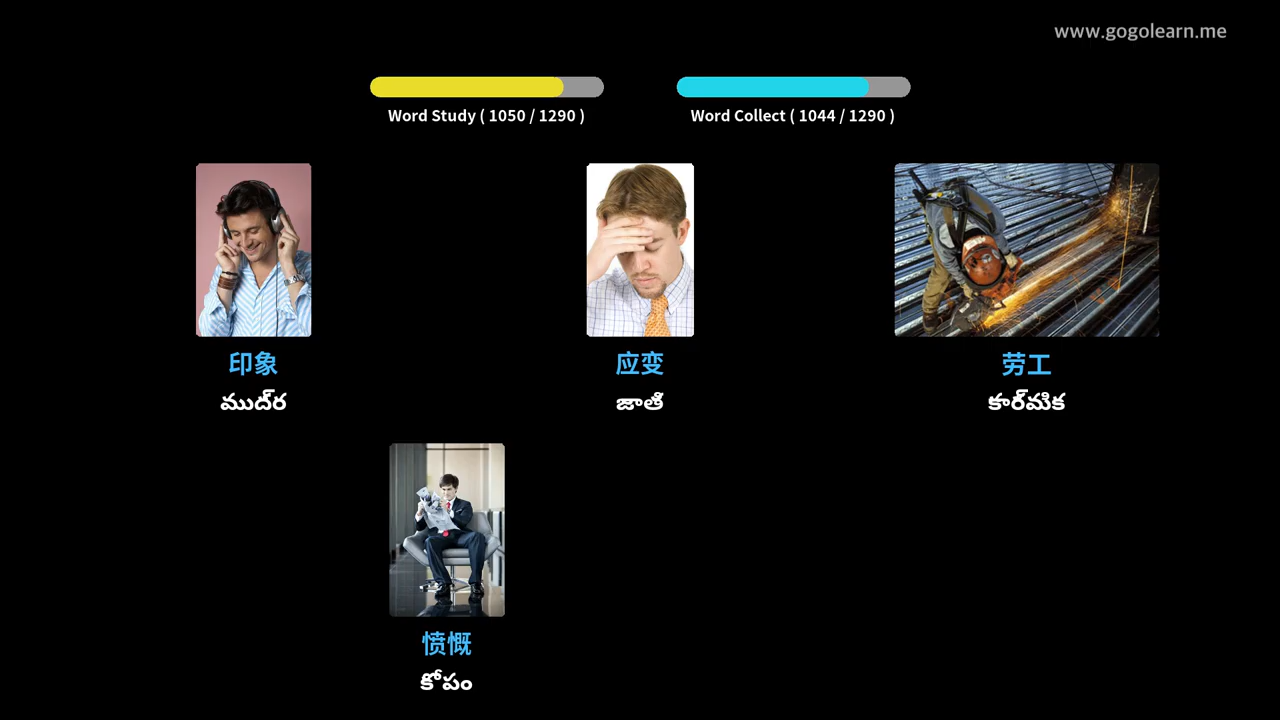 www.gogolearn.me
Word Study ( 1050 / 1290 )
Word Collect ( 1044 / 1290 )
印象
应变
劳工
ముద్ర
జాతి
కార్మిక
愤慨
కోపం